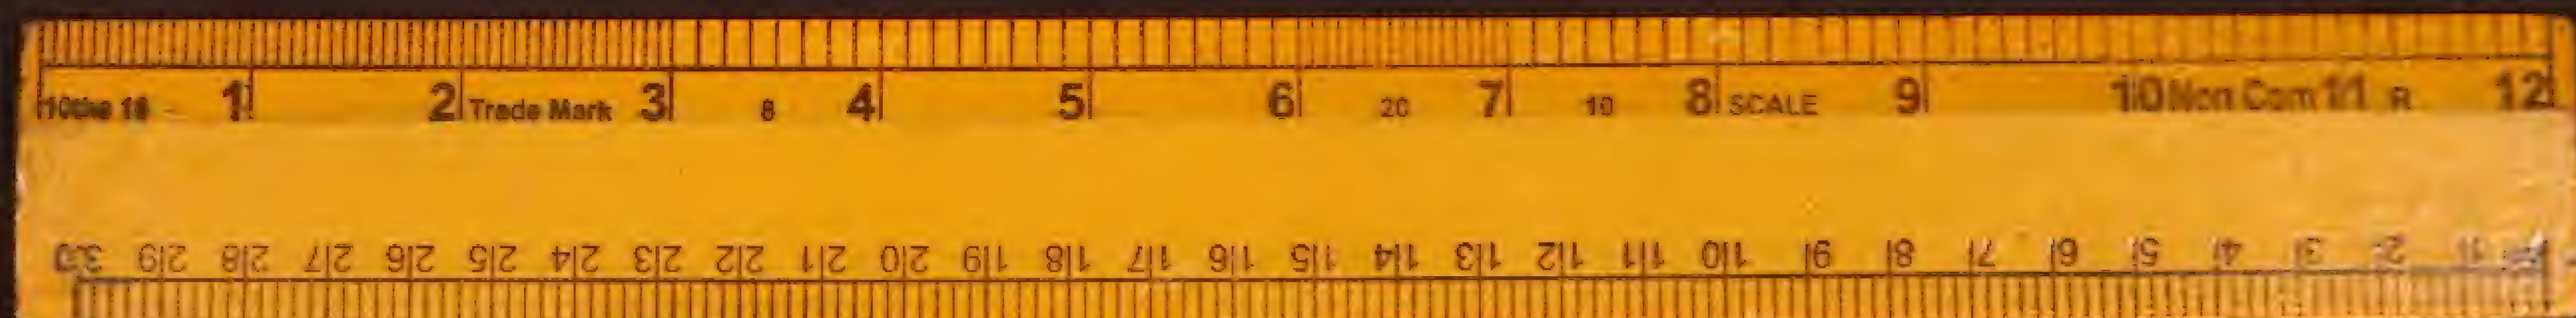 10ths 16 1 2 Trade Mark 3 8 4 5 6 20 7 10 8 SCALE 9 10 Non Com 11 R 12
30 29 28 27 26 25 24 23 22 21 20 19 18 17 16 15 14 13 12 11 10 9 8 7 6 5 4 3 2 1